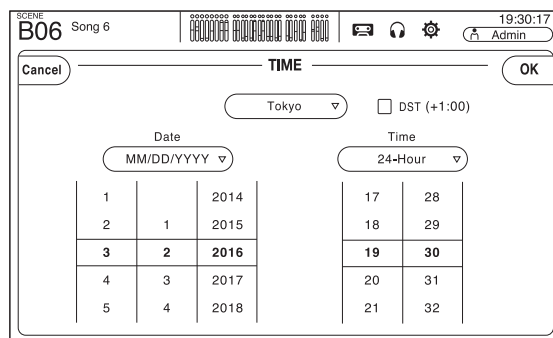 SCENE
B06 Song 6 19:30:17
Admin
Cancel TIME OK
Tokyo DST (+1:00)
Date Time
MM/DD/YYYY 24-Hour
1 2014 17 28
2 1 2015 18 29
3 2 2016 19 30
4 3 2017 20 31
5 4 2018 21 32